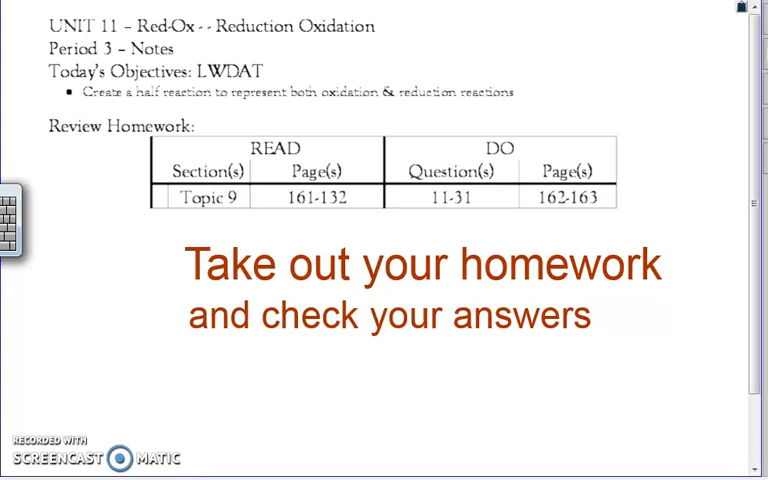 UNIT 11 – Red-Ox - - Reduction Oxidation
Period 3 – Notes
Today's Objectives: LWDAT
• Create a half reaction to represent both oxidation & reduction reactions
Review Homework:
READ DO
Section(s) Page(s) Question(s) Page(s)
Topic 9 161-132 11-31 162-163
Take out your homework
and check your answers
RECORDED WITH
SCREENCAST MATIC